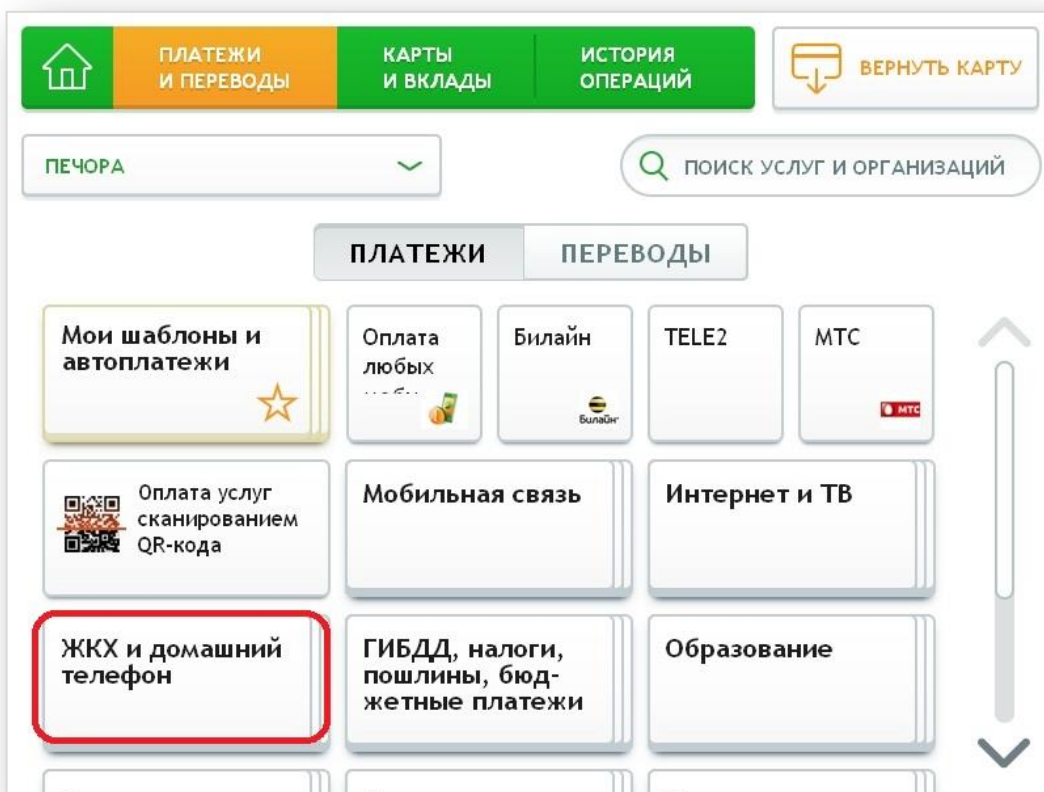 ПЛАТЕЖИ
И ПЕРЕВОДЫ
КАРТЫ
И ВКЛАДЫ
ИСТОРИЯ
ОПЕРАЦИЙ
ВЕРНУТЬ КАРТУ
ПЕЧОРА
ПОИСК УСЛУГ И ОРГАНИЗАЦИЙ
ПЛАТЕЖИ
ПЕРЕВОДЫ
Мои шаблоны и
автоплатежи
Оплата
любых
Билайн
Билайн
TELE2
МТС
МТС
Оплата услуг
сканированием
QR-кода
Мобильная связь
Интернет и ТВ
ЖКХ и домашний
телефон
ГИБДД, налоги,
пошлины, бюд-
жетные платежи
Образование